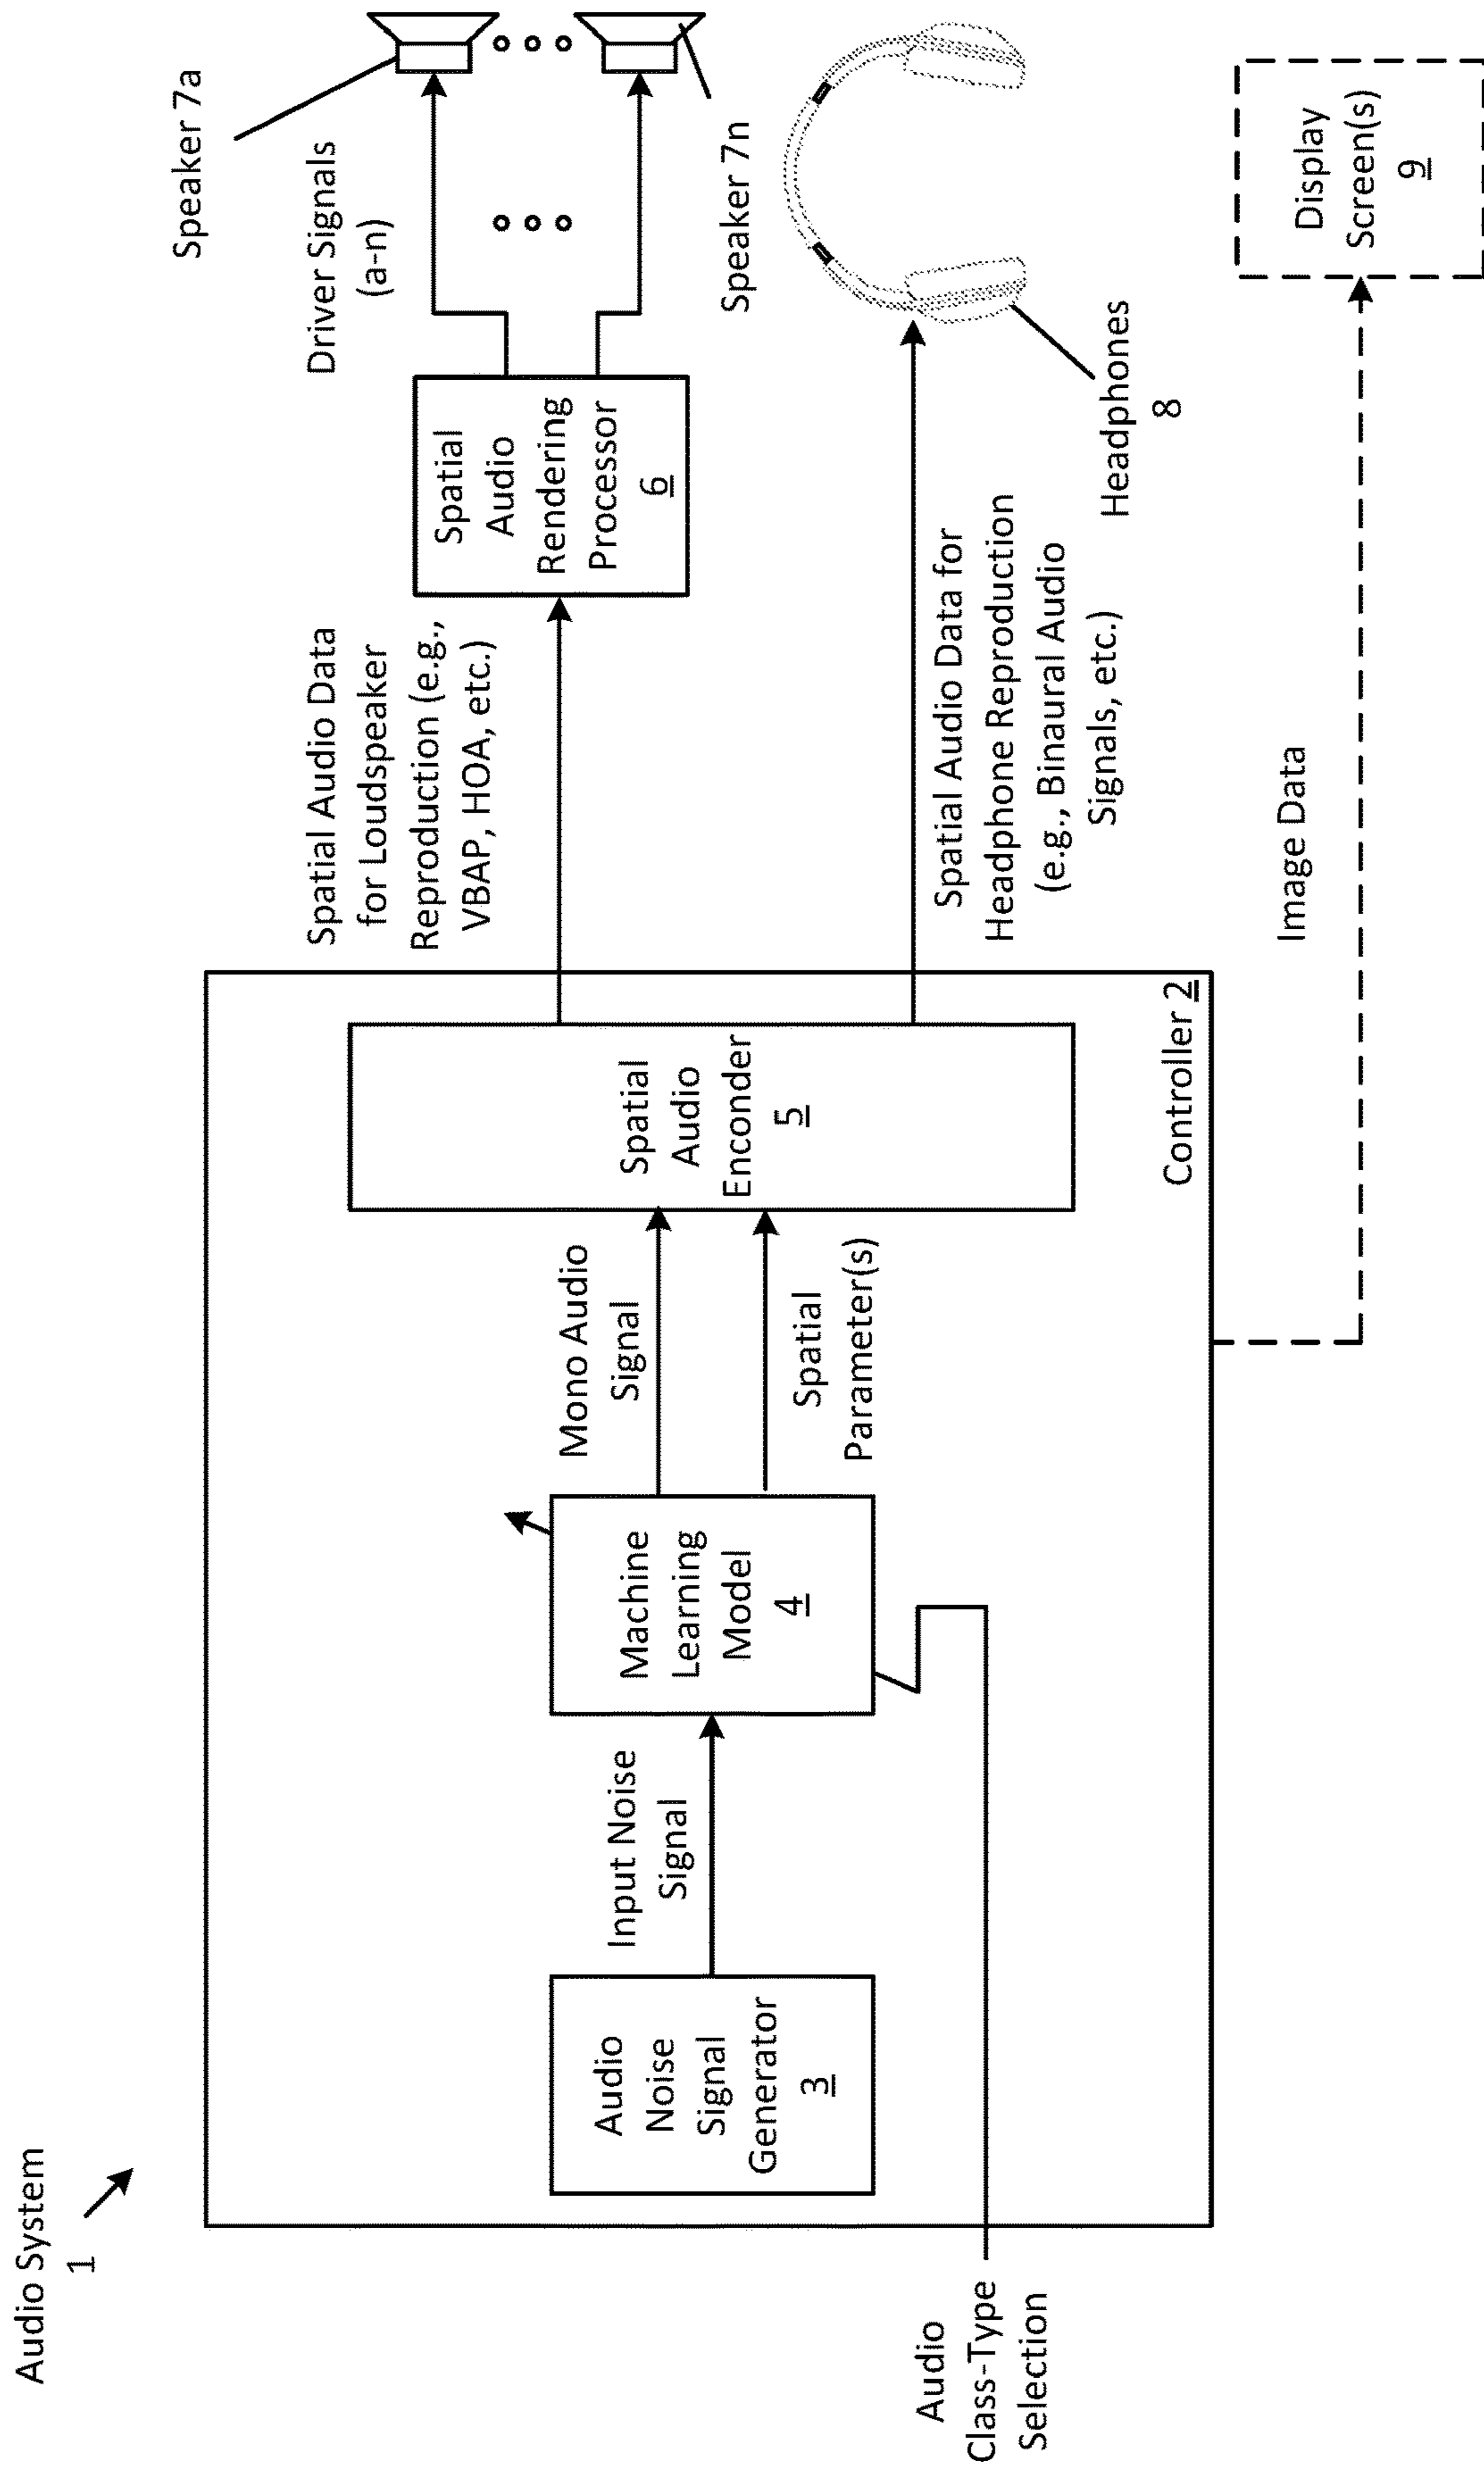 Audio System
1
Audio
Class-Type
Selection
Audio
Noise
Signal
Generator
3
Input Noise
Signal
Machine
Learning
Model
4
Mono Audio
Signal
Spatial
Parameter(s)
Spatial
Audio
Enconder
5
Controller 2
Spatial Audio Data
for Loudspeaker
Reproduction (e.g.,
VBAP, HOA, etc.)
Spatial Audio Data for
Headphone Reproduction
(e.g., Binaural Audio
Signals, etc.)
Image Data
Spatial
Audio
Rendering
Processor
6
Driver Signals
(a-n)
Speaker 7a
Speaker 7n
Headphones
8
Display
Screen(s)
9